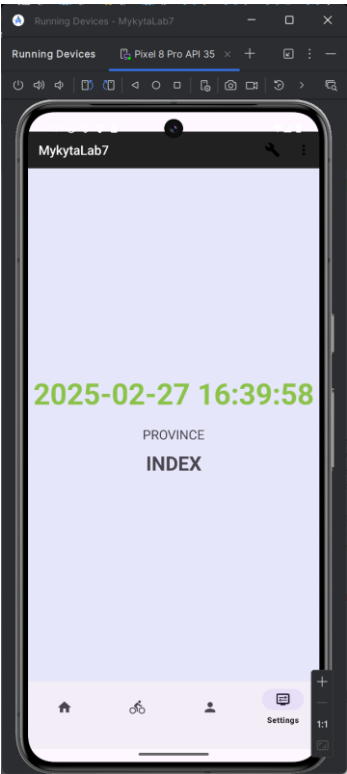 Running Devices - MykytaLab7
Running Devices Pixel 8 Pro API 35
MykytaLab7
2025-02-27 16:39:58
PROVINCE
INDEX
Settings
1:1